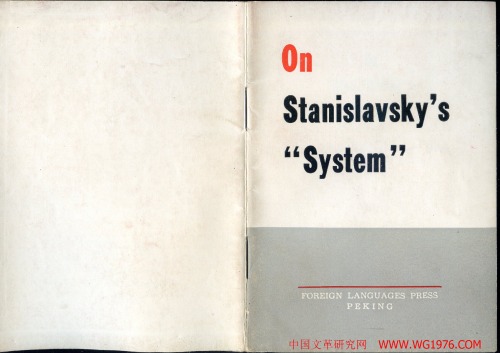 On
Stanislavsky's
"System"
FOREIGN LANGUAGES PRESS
PEKING
中国文革研究网 WWW.WG1976.COM